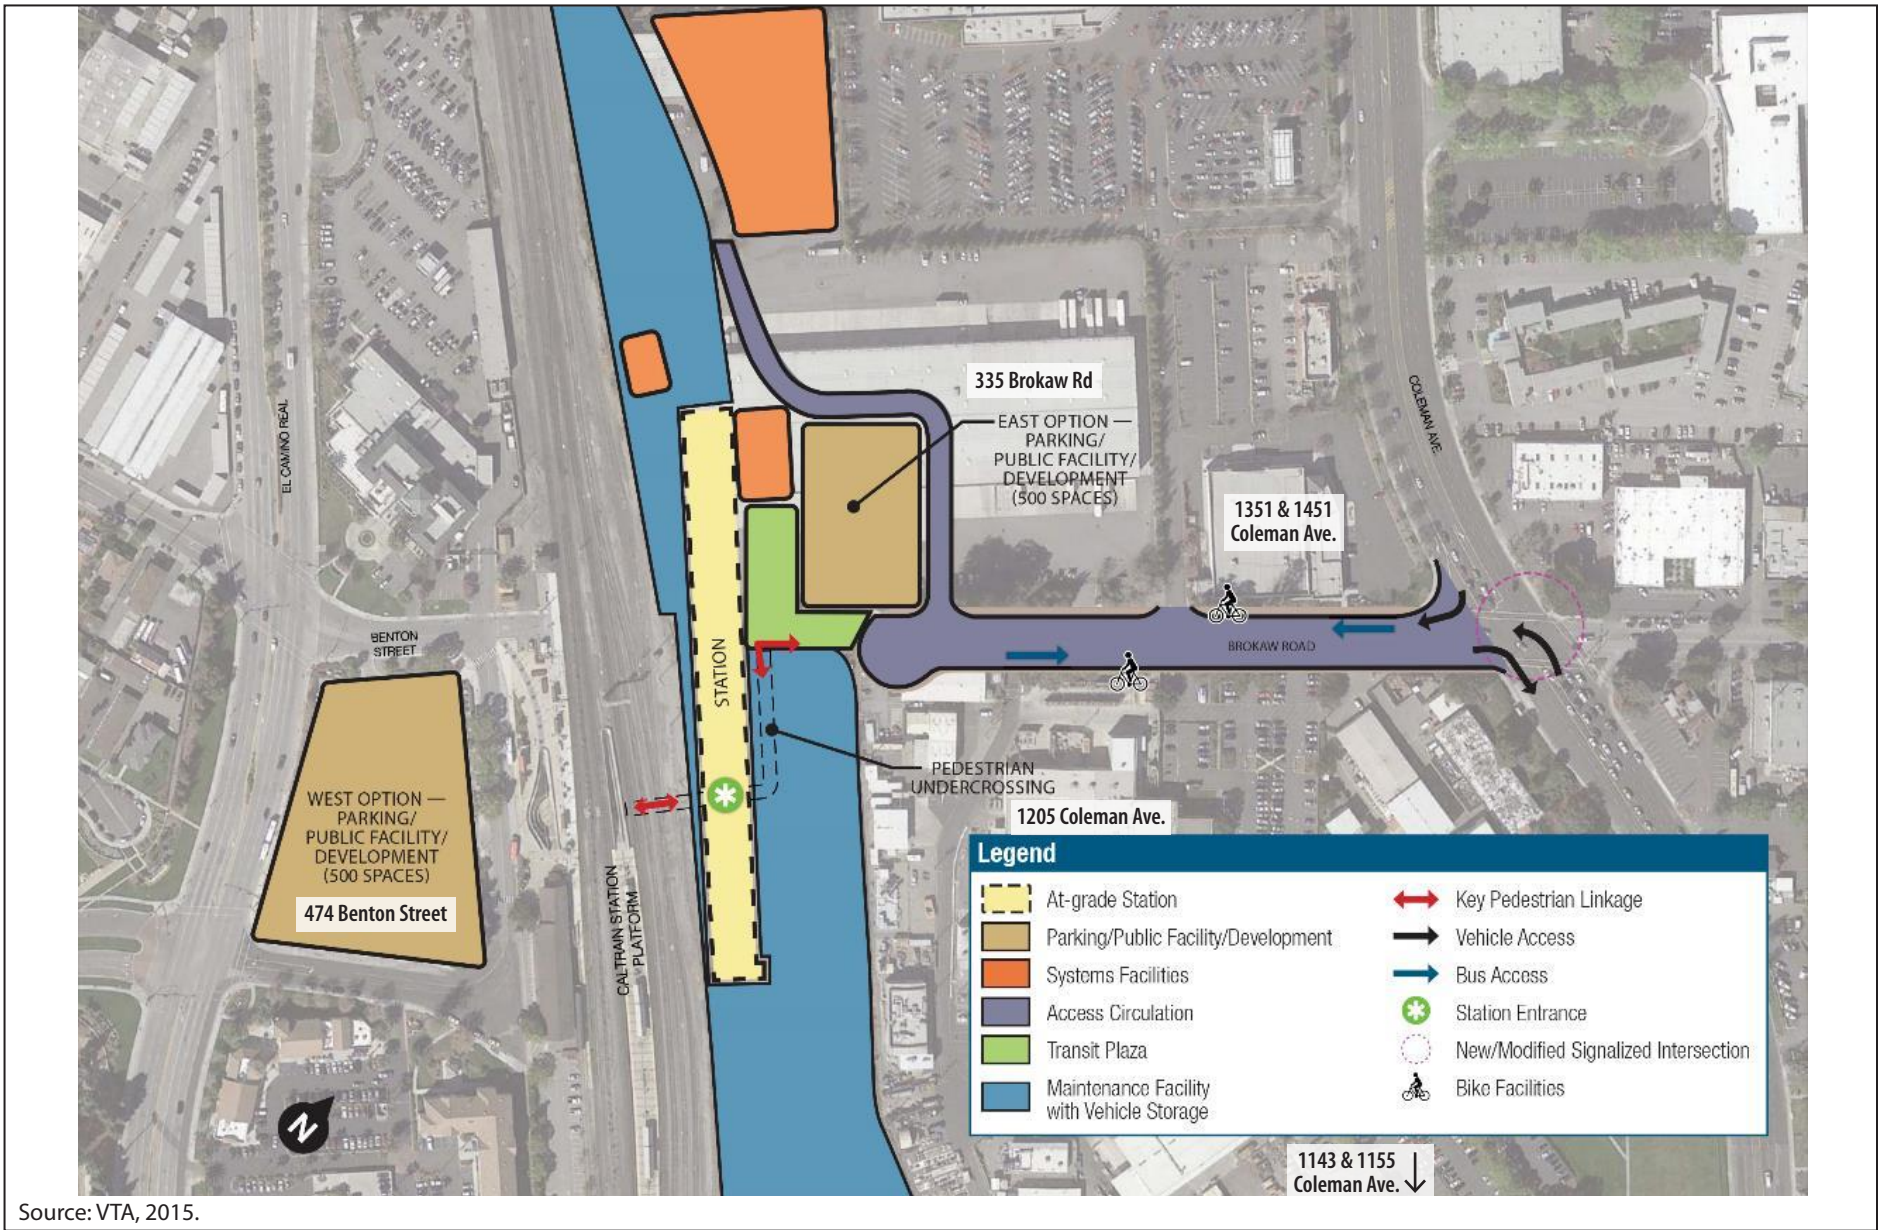 335 Brokaw Rd
EAST OPTION —
PARKING/
PUBLIC FACILITY/
DEVELOPMENT
(500 SPACES)
1351 & 1451
Coleman Ave.
COLEMAN AVE.
EL CAMINO REAL
BENTON
STREET
STATION
BROKAW ROAD
WEST OPTION —
PARKING/
PUBLIC FACILITY/
DEVELOPMENT
(500 SPACES)
474 Benton Street
PEDESTRIAN
UNDERCROSSING
1205 Coleman Ave.
CALTRAIN STATION
PLATFORM
Legend
At-grade Station
Parking/Public Facility/Development
Systems Facilities
Access Circulation
Transit Plaza
Maintenance Facility
with Vehicle Storage
Key Pedestrian Linkage
Vehicle Access
Bus Access
Station Entrance
New/Modified Signalized Intersection
Bike Facilities
N
1143 & 1155
Coleman Ave.
Source: VTA, 2015.